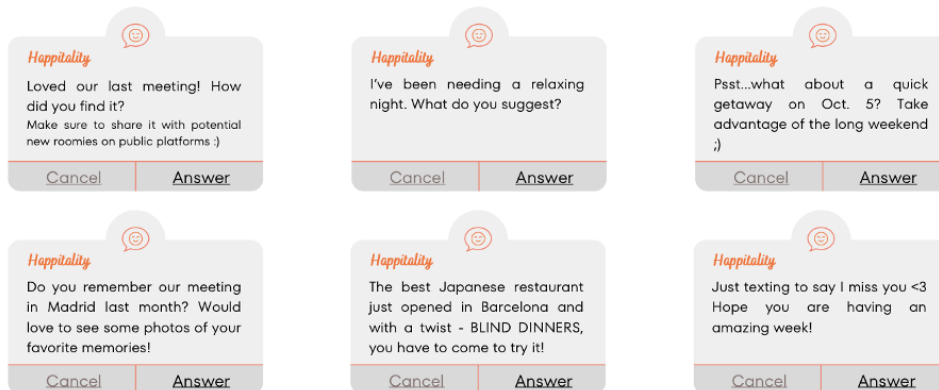 Happitality
Loved our last meeting! How
did you find it?
Make sure to share it with potential
new roomies on public platforms :)
Cancel
Answer
Happitality
I've been needing a relaxing
night. What do you suggest?
Cancel
Answer
Happitality
Psst...what about a quick
getaway on Oct. 5? Take
advantage of the long weekend
;)
Cancel
Answer
Happitality
Do you remember our meeting
in Madrid last month? Would
love to see some photos of your
favorite memories!
Cancel
Answer
Happitality
The best Japanese restaurant
just opened in Barcelona and
with a twist - BLIND DINNERS,
you have to come to try it!
Cancel
Answer
Happitality
Just texting to say I miss you <3
Hope you are having an
amazing week!
Cancel
Answer